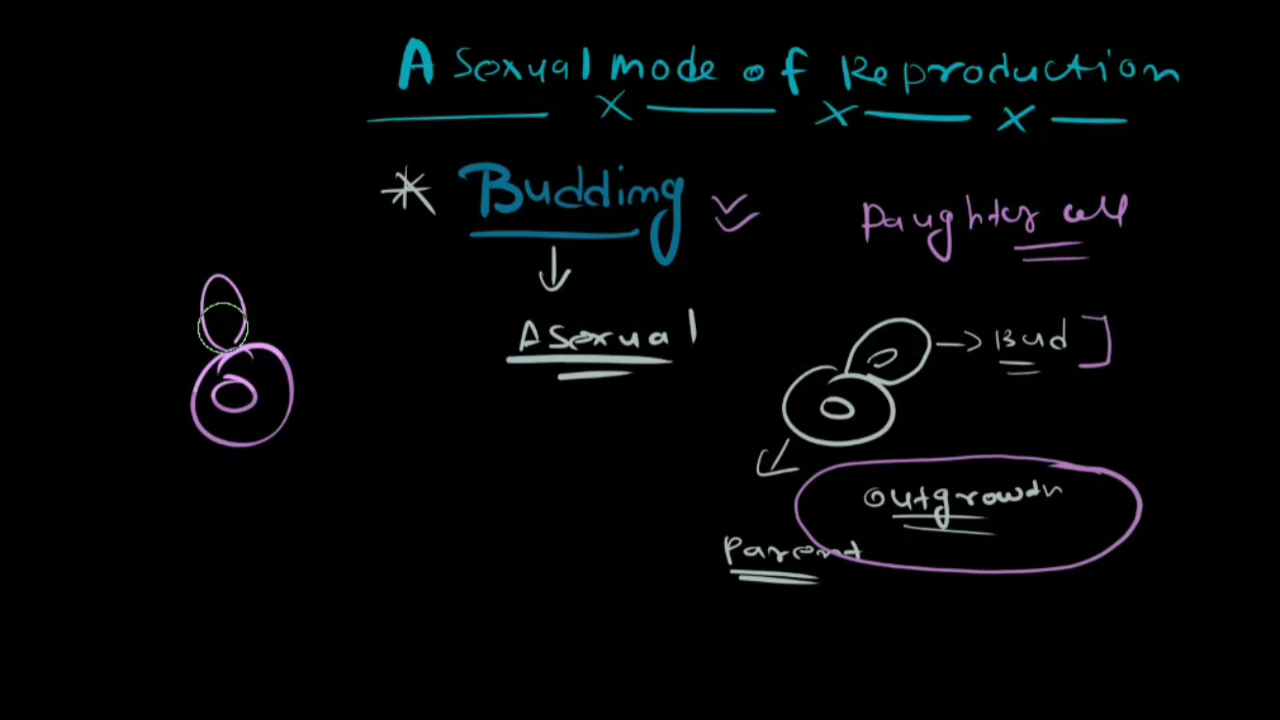 Asexual mode of Reproduction
* Budding
Daughter cell
Asexual
Bud
Outgrowth
Parent